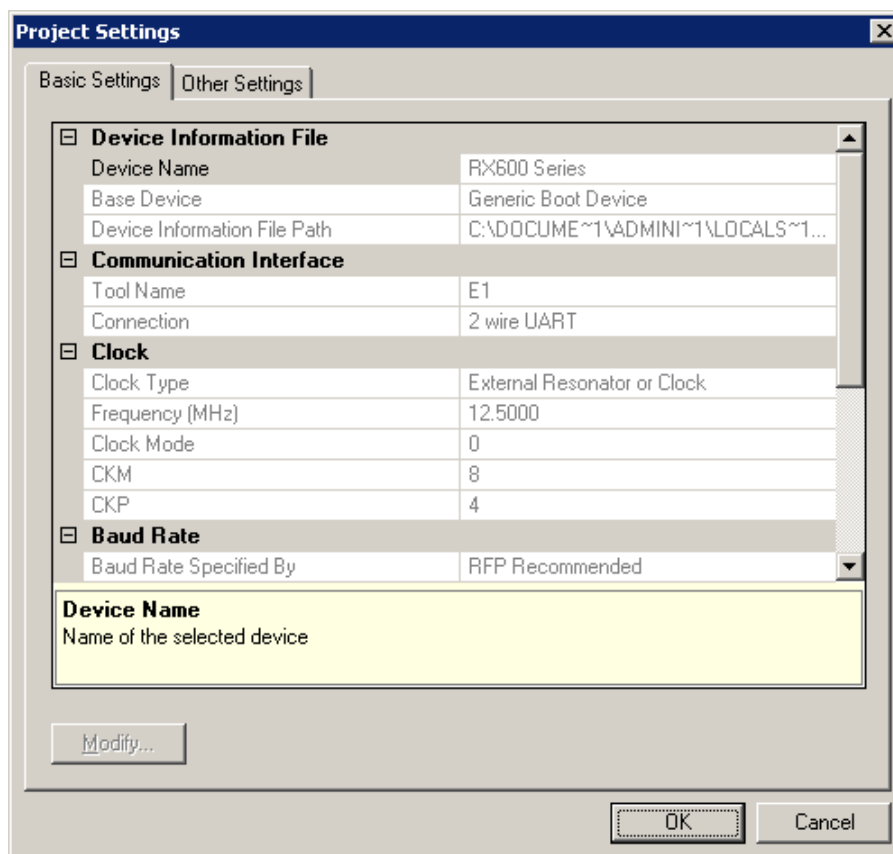 Project Settings
Basic Settings Other Settings
Device Information File
Device Name RX600 Series
Base Device Generic Boot Device
Device Information File Path C:\DOCUME~1\ADMINI~1\LOCALS~1...
Communication Interface
Tool Name E1
Connection 2 wire UART
Clock
Clock Type External Resonator or Clock
Frequency (MHz) 12.5000
Clock Mode 0
CKM 8
CKP 4
Baud Rate
Baud Rate Specified By RFP Recommended
Device Name
Name of the selected device
Modify...
OK Cancel